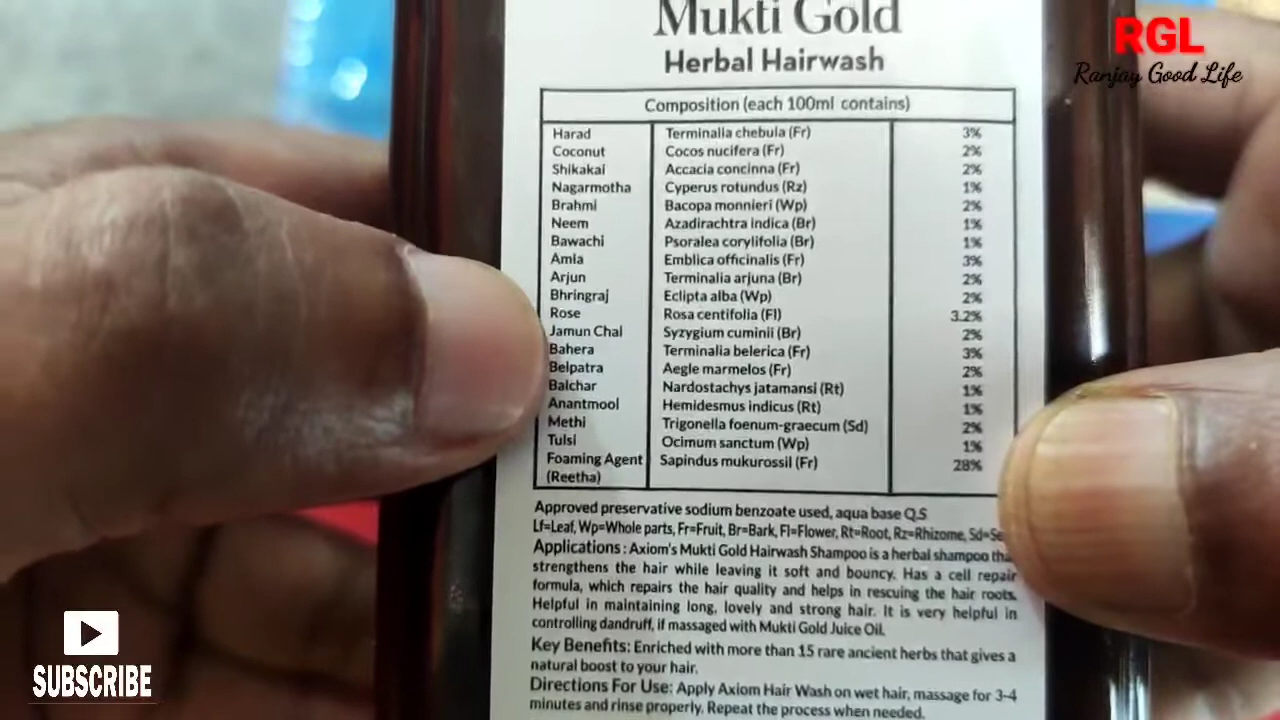 Mukti Gold
Herbal Hairwash
RGL
Ranjay Good Life
Composition (each 100ml contains)
Harad Terminalia chebula (Fr) 3%
Coconut Cocos nucifera (Fr) 2%
Shikakai Accacia concinna (Fr) 2%
Nagarmotha Cyperus rotundus (Rz) 1%
Brahmi Bacopa monnieri (Wp) 2%
Neem Azadirachtra indica (Br) 1%
Bawachi Psoralea corylifolia (Br) 1%
Amla Emblica officinalis (Fr) 3%
Arjun Terminalia arjuna (Br) 2%
Bhringraj Eclipta alba (Wp) 2%
Rose Rosa centifolia (Fl) 3.2%
Jamun Chal Syzygium cuminii (Br) 2%
Bahera Terminalia belerica (Fr) 3%
Belpatra Aegle marmelos (Fr) 2%
Balchar Nardostachys jatamansi (Rt) 1%
Anantmool Hemidesmus indicus (Rt) 1%
Methi Trigonella foenum-graecum (Sd) 2%
Tulsi Ocimum sanctum (Wp) 1%
Foaming Agent Sapindus mukurossil (Fr) 28%
(Reetha)
Approved preservative sodium benzoate used, aqua base Q.S
Lf=Leaf, Wp=Whole parts, Fr=Fruit, Br=Bark, Fl=Flower, Rt=Root, Rz=Rhizome,
Applications : Axiom's Mukti Gold Hairwash Shampoo is a herbal shampoo
strengthens the hair while leaving it soft and bouncy. Has a cell repair
formula, which repairs the hair quality and helps in rescuing the hair roots.
Helpful in maintaining long, lovely and strong hair. It is very helpful in
controlling dandruff, if massaged with Mukti Gold Juice Oil.
Key Benefits: Enriched with more than 15 rare ancient herbs that gives a
natural boost to your hair.
Directions For Use: Apply Axiom Hair Wash on wet hair, massage for 3-4
minutes and rinse properly. Repeat the process when needed.
SUBSCRIBE